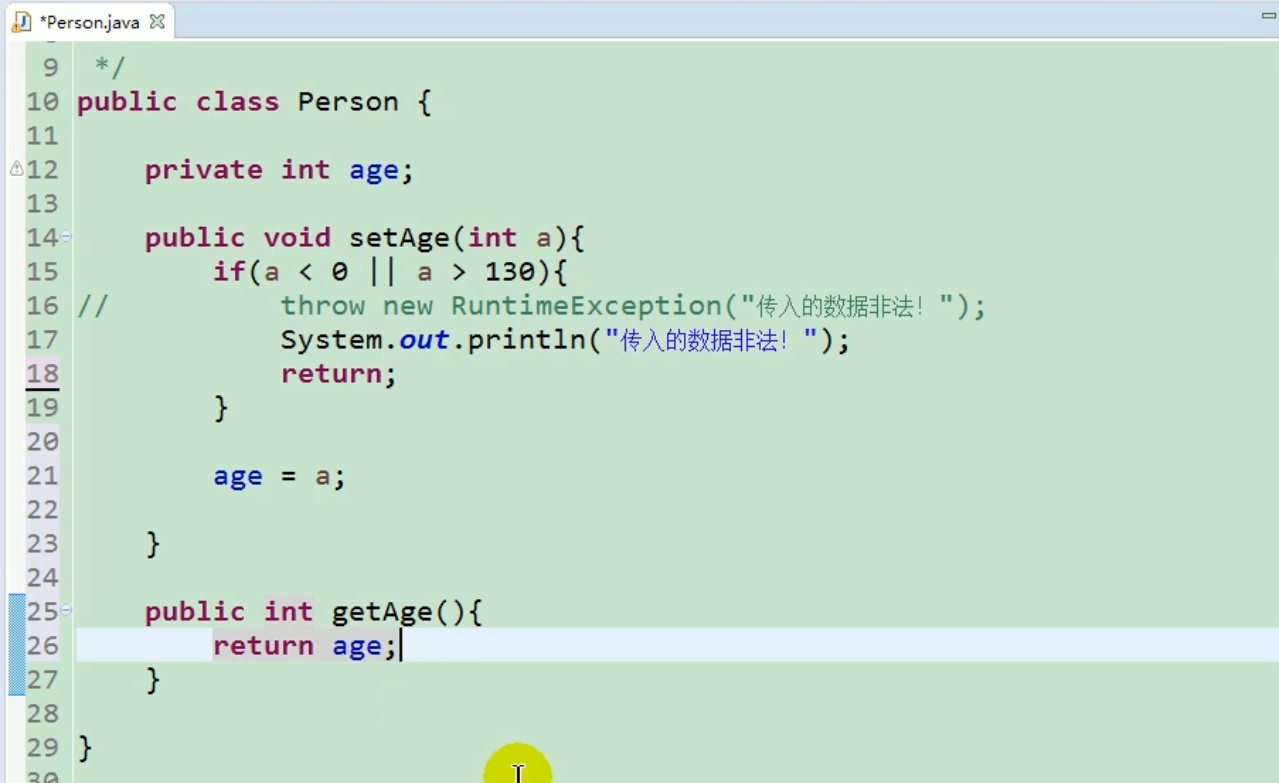 *Person.java
9 */
10 public class Person {
11
12 private int age;
13
14 public void setAge(int a){
15 if(a < 0 || a > 130){
16 // throw new RuntimeException("传入的数据非法！");
17 System.out.println("传入的数据非法！");
18 return;
19 }
20
21 age = a;
22
23 }
24
25 public int getAge(){
26 return age;
27 }
28
29 }
30